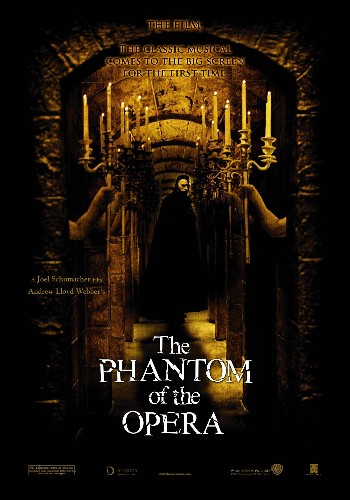 THE FILM
THE CLASSIC MUSICAL
COMES TO THE BIG SCREEN
FOR THE FIRST TIME
A Joel Schumacher Film
Andrew Lloyd Webber's
The
PHANTOM
of the
OPERA